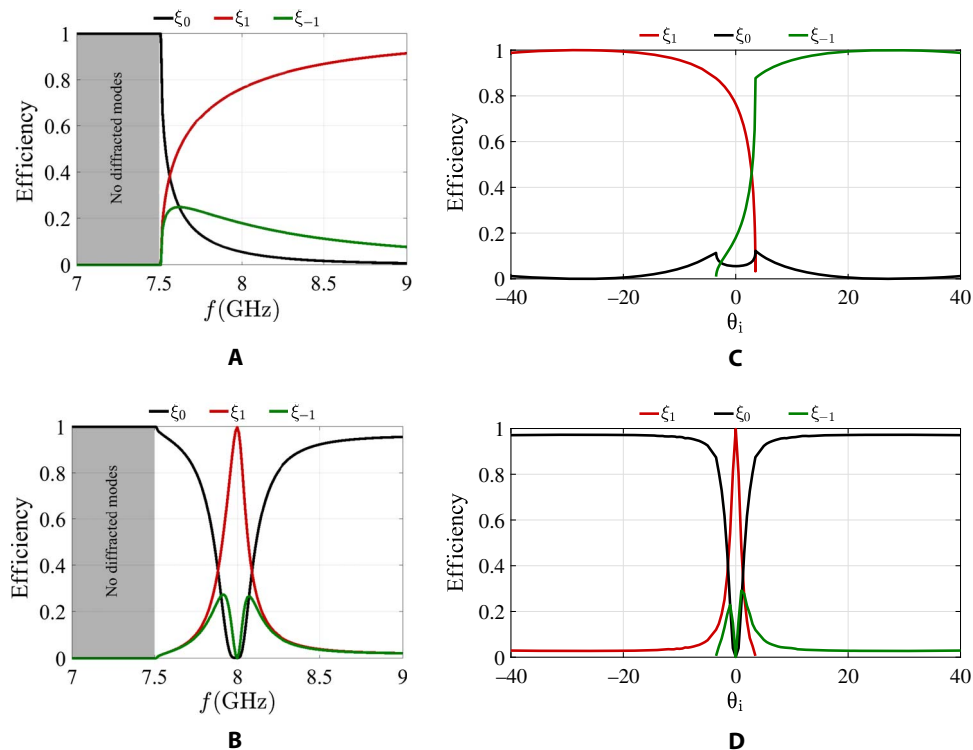 ξ0 ξ1 ξ−1
1
0.8
0.6
0.4
0.2
0
Efficiency
No diffracted modes
7 7.5 8 8.5 9
f(GHz)
A
ξ1 ξ0 ξ−1
1
0.8
0.6
0.4
0.2
0
Efficiency
−40 −20 0 20 40
θi
C
ξ0 ξ1 ξ−1
1
0.8
0.6
0.4
0.2
0
Efficiency
No diffracted modes
7 7.5 8 8.5 9
f(GHz)
B
ξ1 ξ0 ξ−1
1
0.8
0.6
0.4
0.2
0
Efficiency
−40 −20 0 20 40
θi
D